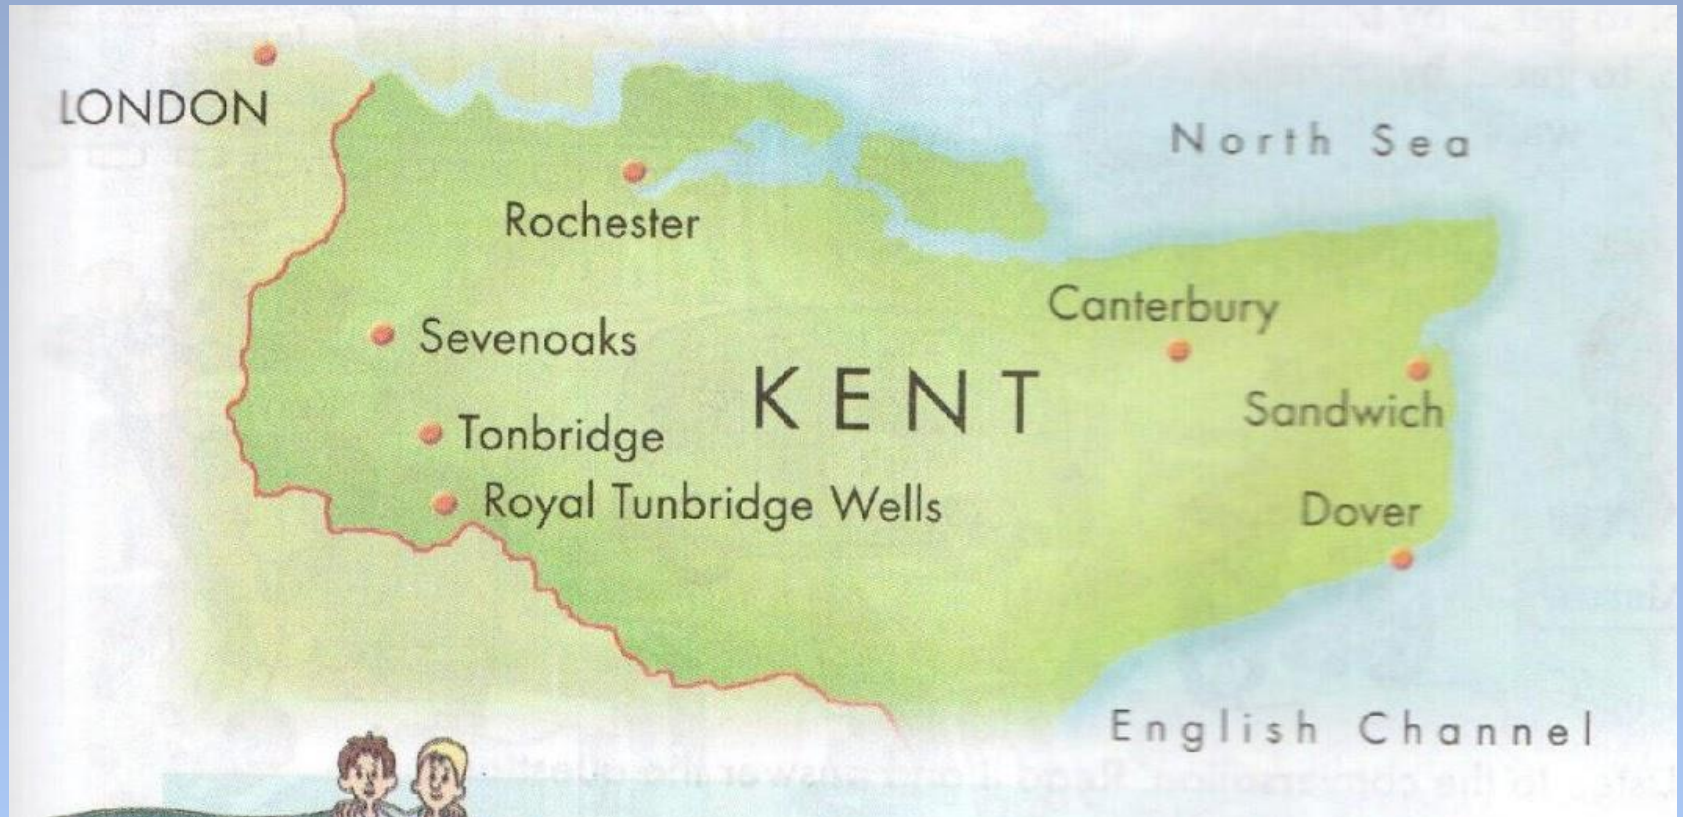 LONDON
North Sea
Rochester
Canterbury
Sevenoaks
KENT
Sandwich
Tonbridge
Royal Tunbridge Wells
Dover
English Channel